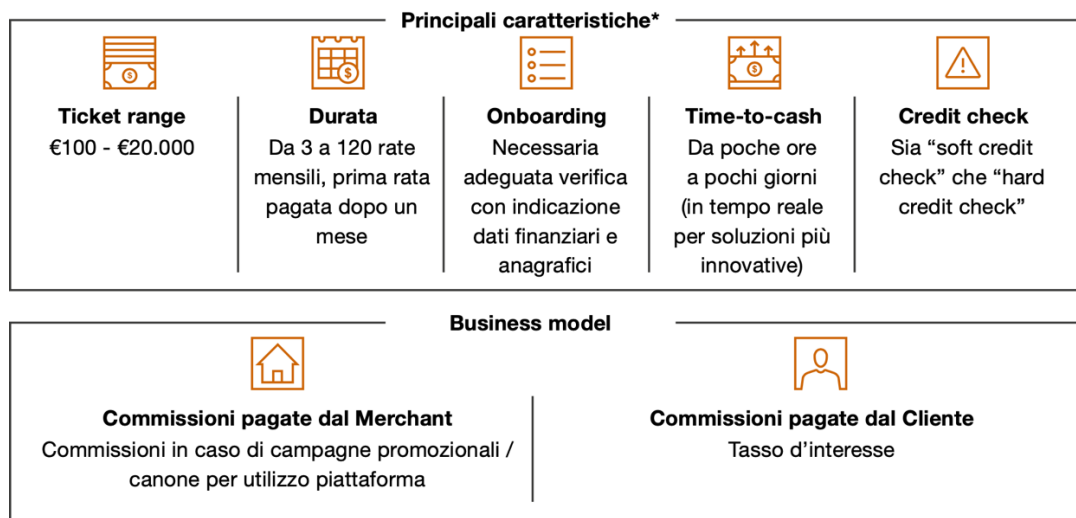 Principali caratteristiche*
Ticket range
€100 - €20.000
Durata
Da 3 a 120 rate
mensili, prima rata
pagata dopo un
mese
Onboarding
Necessaria
adeguata verifica
con indicazione
dati finanziari e
anagrafici
Time-to-cash
Da poche ore
a pochi giorni
(in tempo reale
per soluzioni più
innovative)
Credit check
Sia “soft credit
check” che “hard
credit check”
Business model
Commissioni pagate dal Merchant
Commissioni in caso di campagne promozionali /
canone per utilizzo piattaforma
Commissioni pagate dal Cliente
Tasso d’interesse